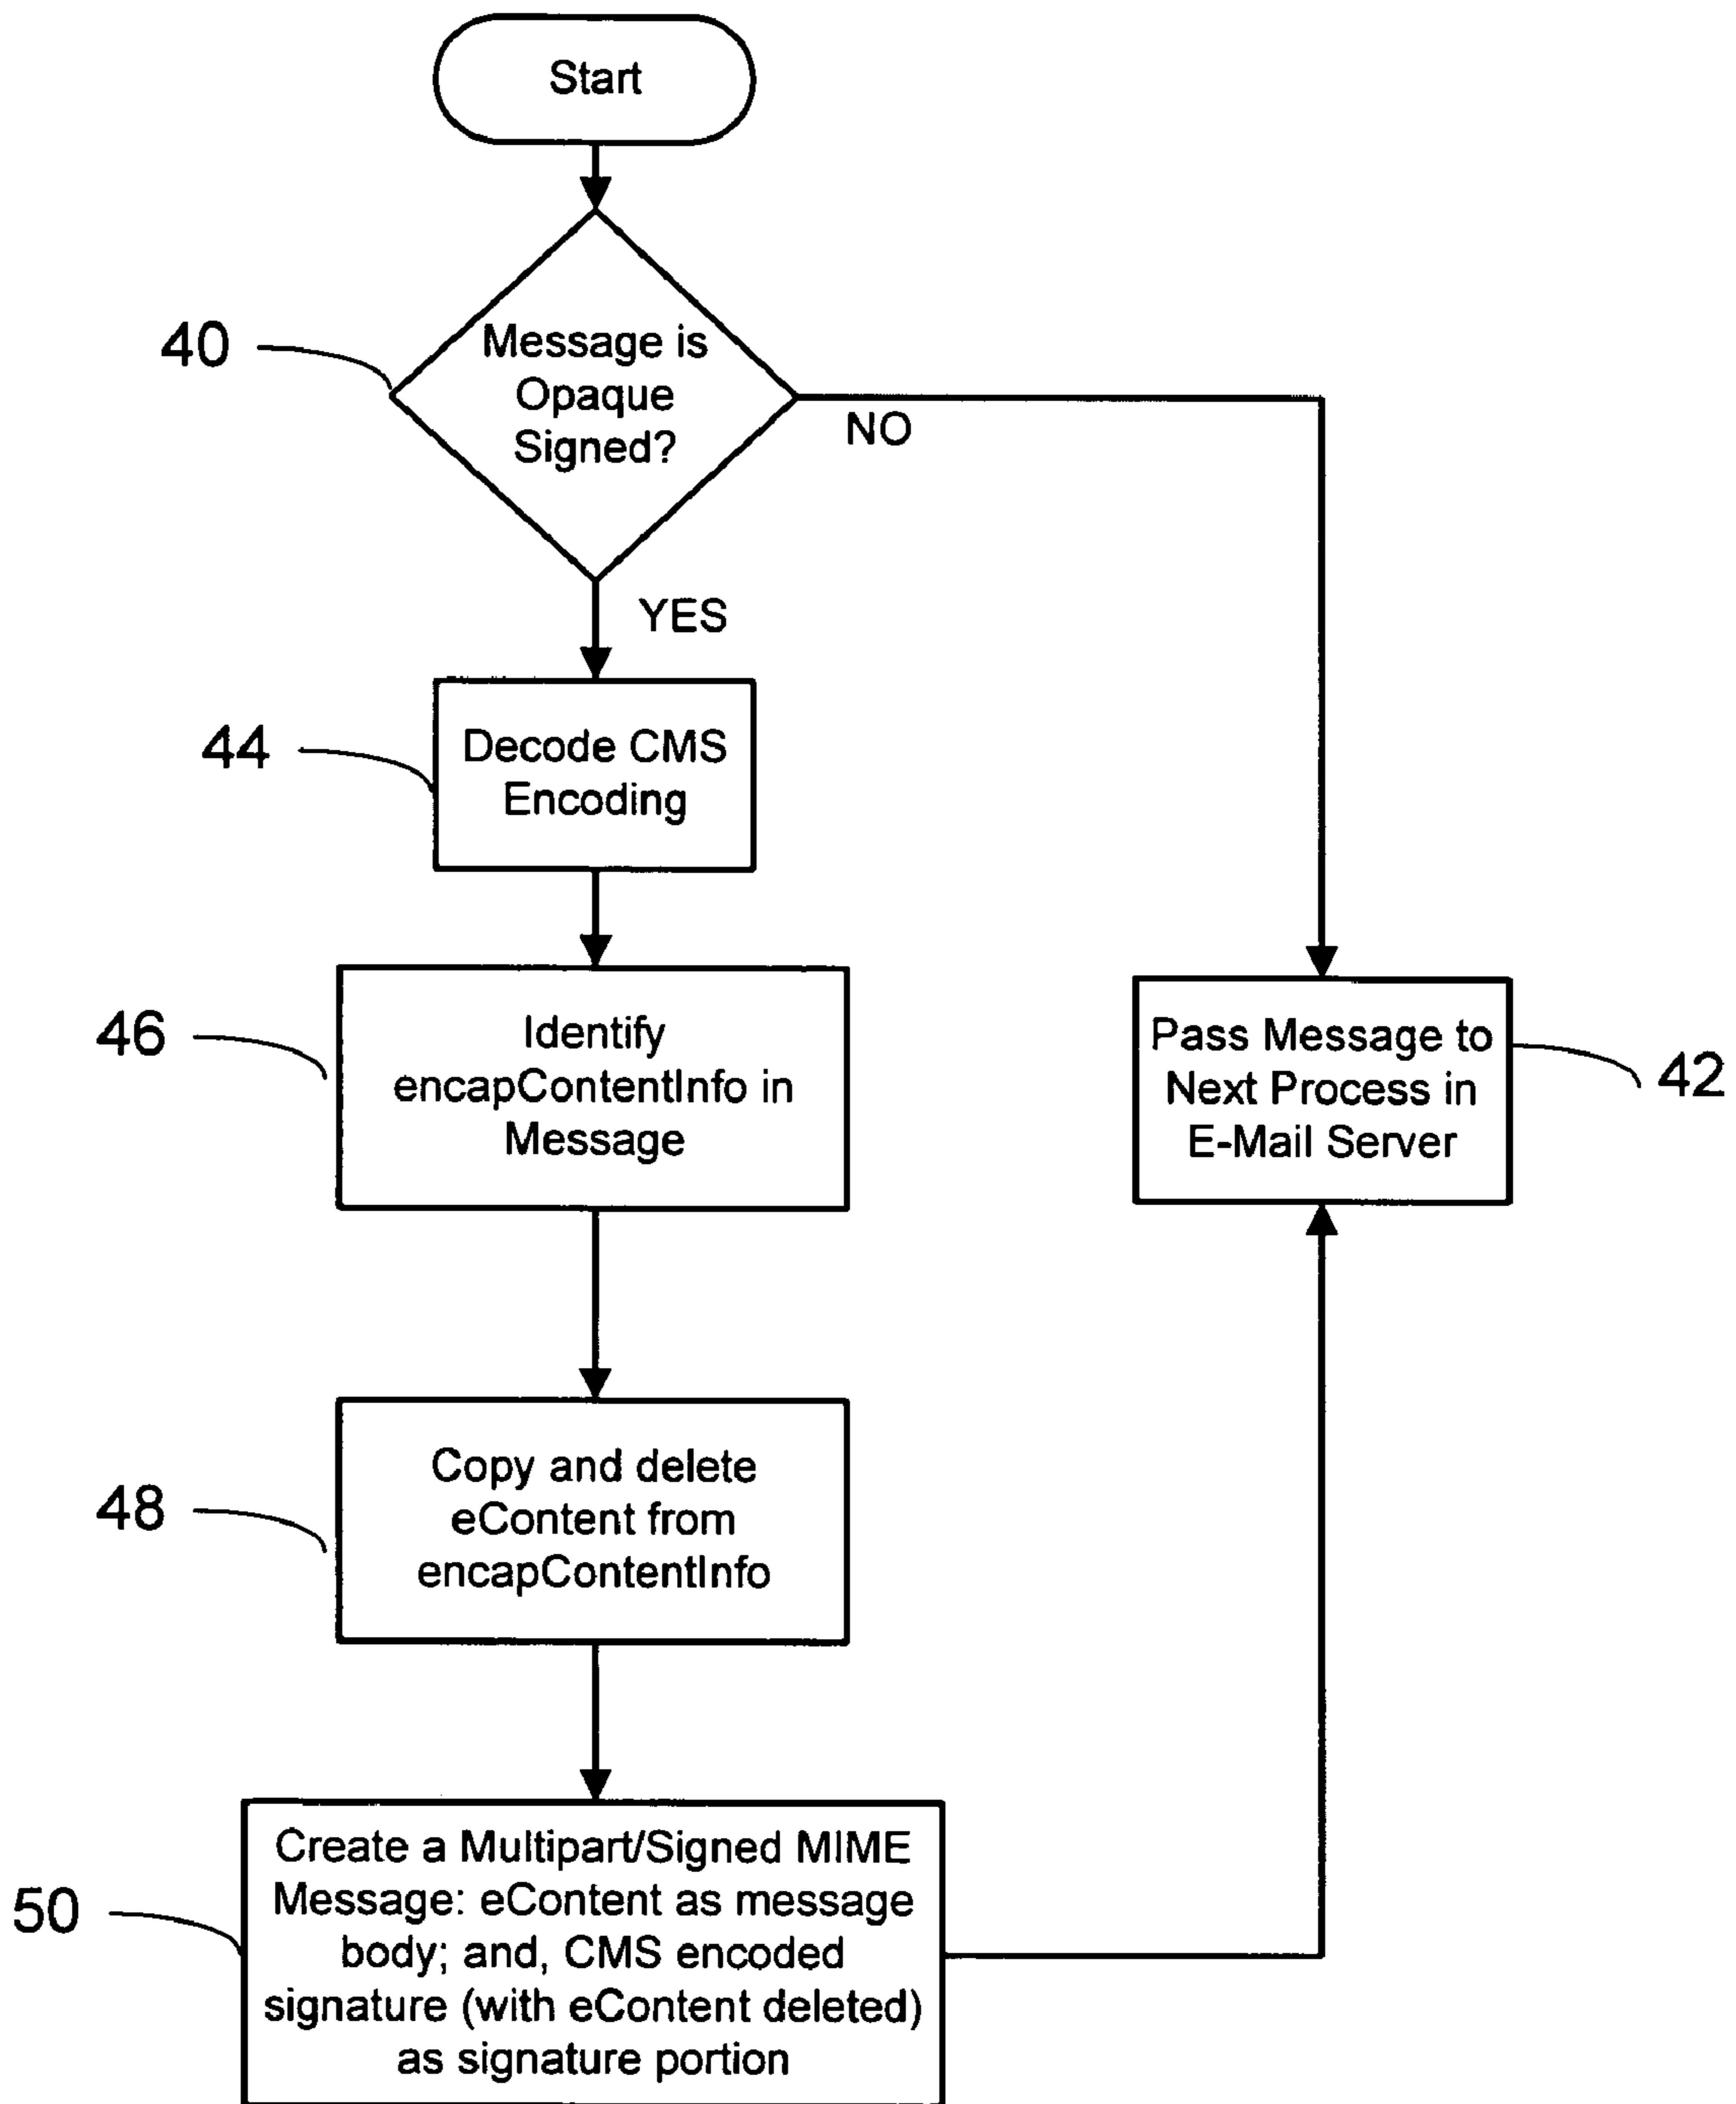 Start
40
Message is
Opaque
Signed?
NO
YES
44
Decode CMS
Encoding
46
Identify
encapContentInfo in
Message
Pass Message to
Next Process in
E-Mail Server
42
48
Copy and delete
eContent from
encapContentInfo
50
Create a Multipart/Signed MIME
Message: eContent as message
body; and, CMS encoded
signature (with eContent deleted)
as signature portion